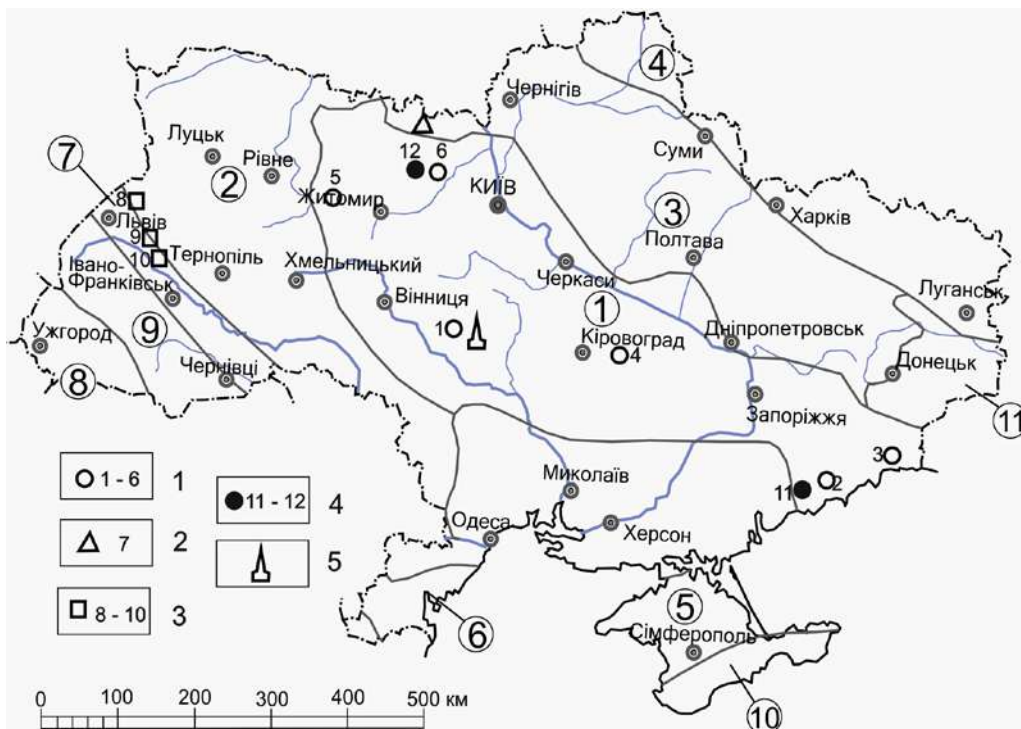 4
Чернігів
7
Луцьк
2
Рівне
12
6
5
Житомир
КИЇВ
Суми
3
Харків
Полтава
8
Львів
9
10
Тернопіль
Івано-
Франківськ
Хмельницький
Вінниця
Черкаси
1
1
Луганськ
Кіровоград
4
Дніпропетровськ
Донецьк
Ужгород
9
8
Чернівці
Запоріжжя
11
3
2
11
Миколаїв
Херсон
Одеса
5
Сімферополь
6
10
1 - 6 1
7 2
8 - 10 3
11 - 12 4
5
0 100 200 300 400 500 км